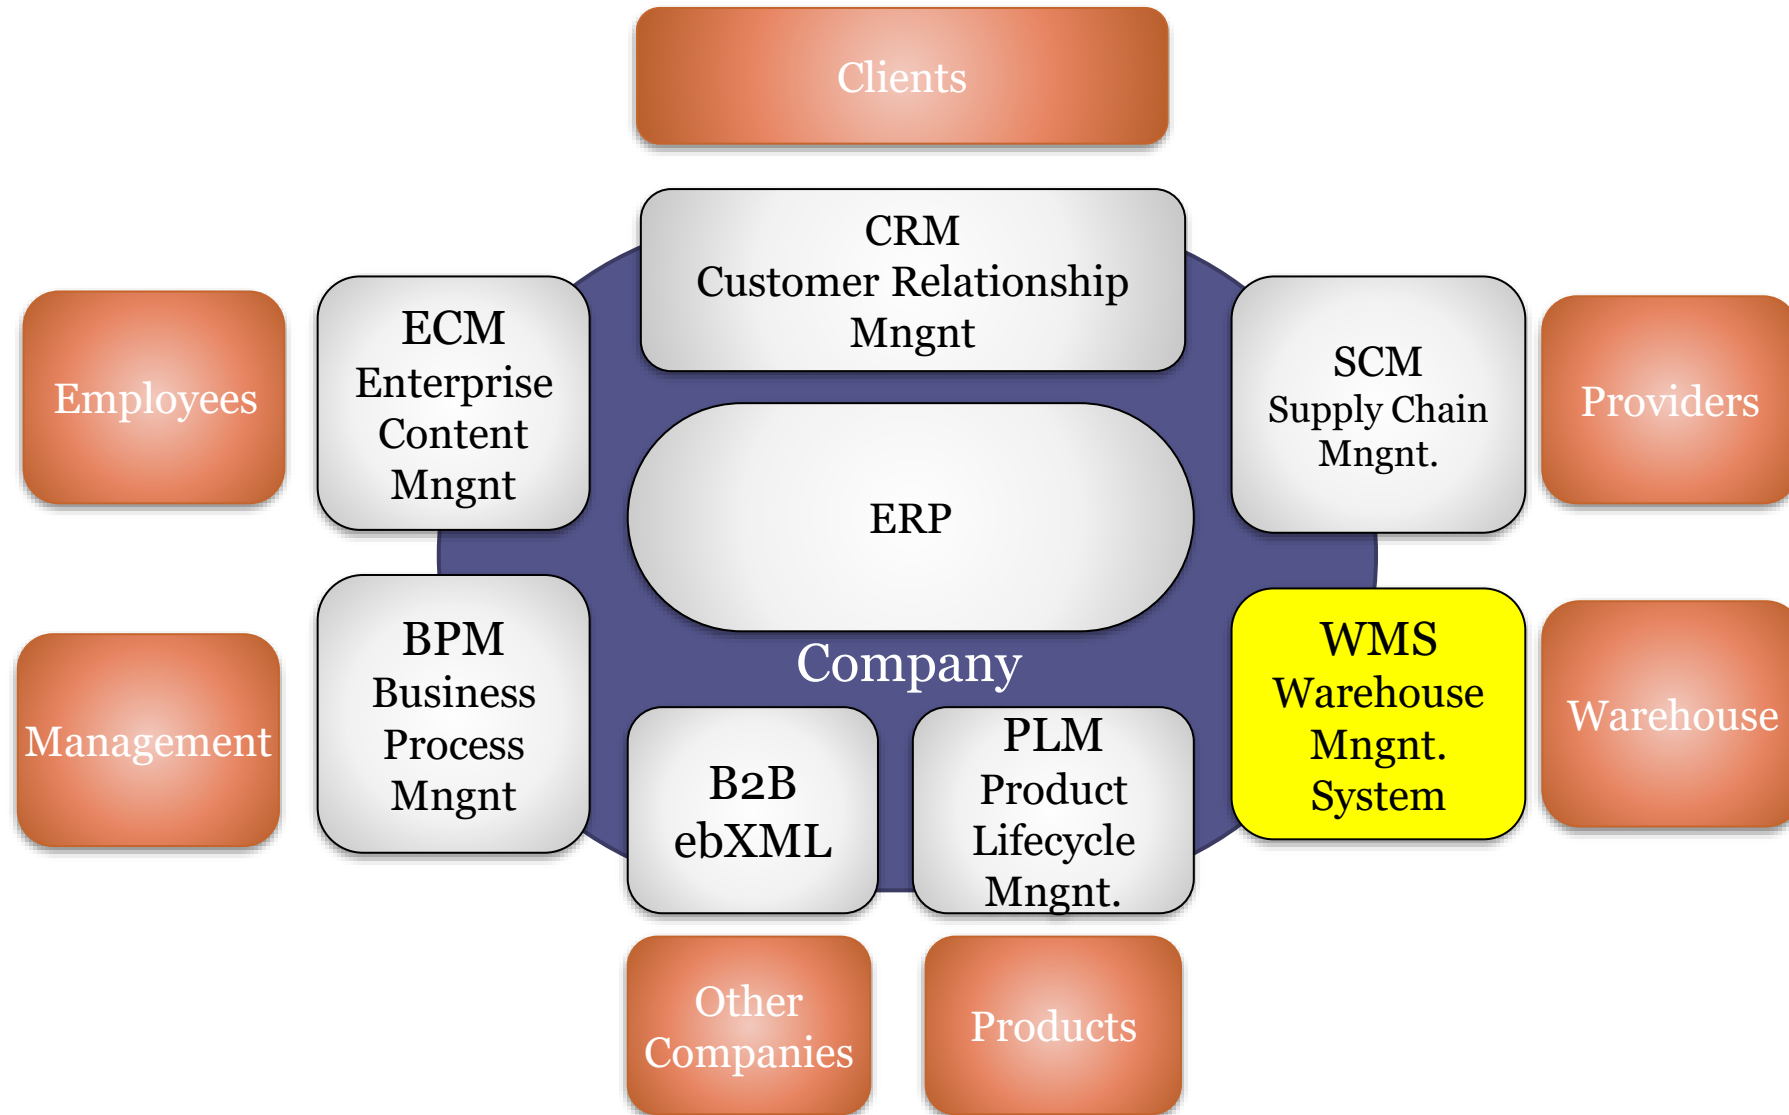 Clients
CRM
Customer Relationship
Mngnt
Employees
ECM
Enterprise
Content
Mngnt
ERP
SCM
Supply Chain
Mngnt.
Providers
Management
BPM
Business
Process
Mngnt
Company
WMS
Warehouse
Mngnt.
System
Warehouse
B2B
ebXML
PLM
Product
Lifecycle
Mngnt.
Other
Companies
Products